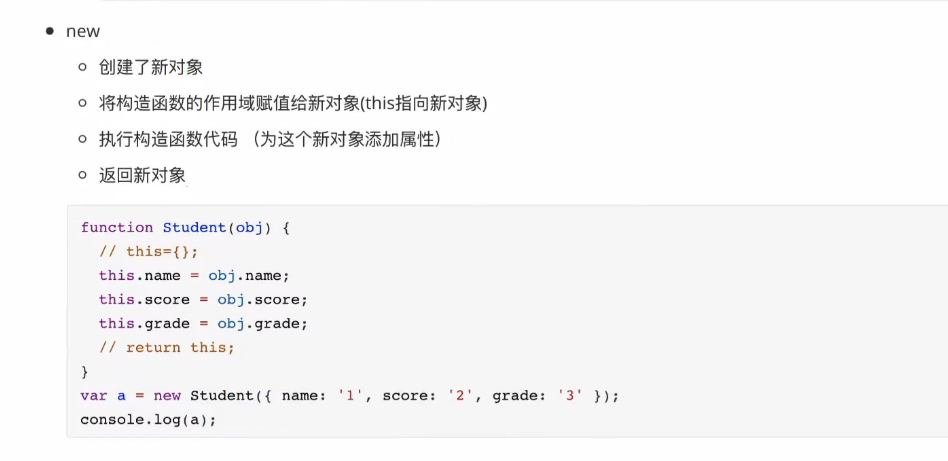 new
创建了新对象
将构造函数的作用域赋值给新对象(this指向新对象)
执行构造函数代码 （为这个新对象添加属性）
返回新对象
function Student(obj) {
  // this={};
  this.name = obj.name;
  this.score = obj.score;
  this.grade = obj.grade;
  // return this;
}
var a = new Student({ name: '1', score: '2', grade: '3' });
console.log(a);